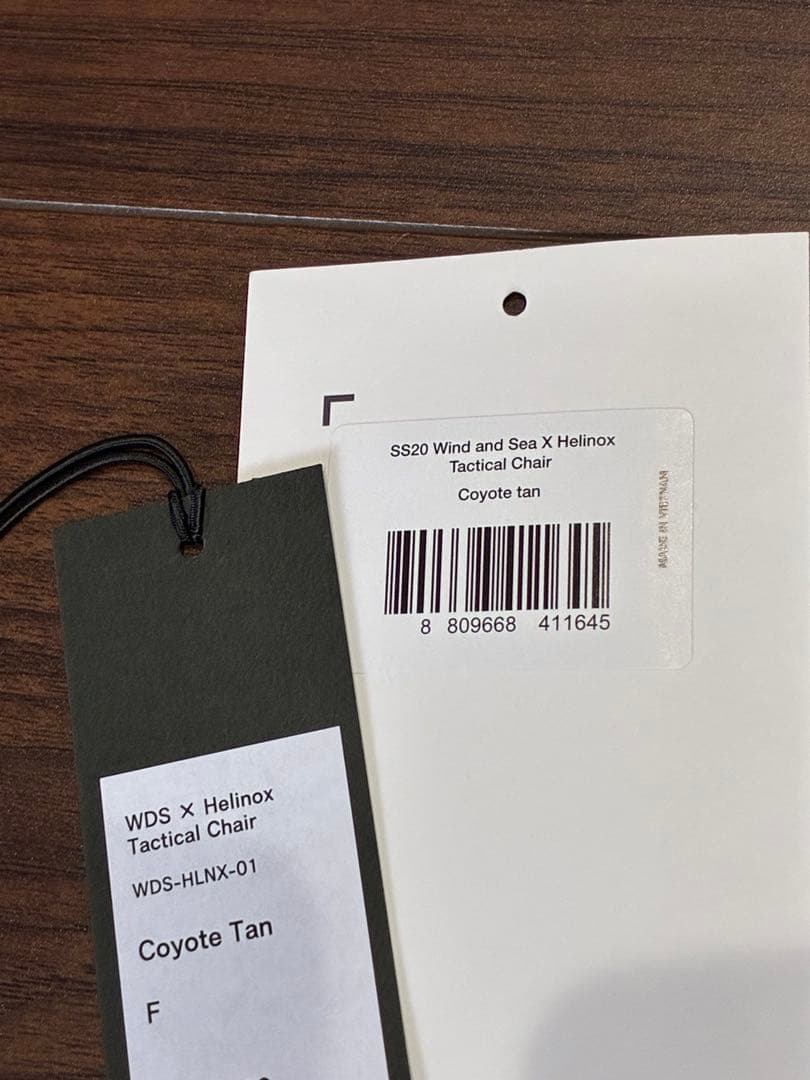 SS20 Wind and Sea X Helinox
Tactical Chair
Coyote tan
MADE IN VIETNAM
8 809668 411645
WDS × Helinox
Tactical Chair
WDS-HLNX-01
Coyote Tan
F